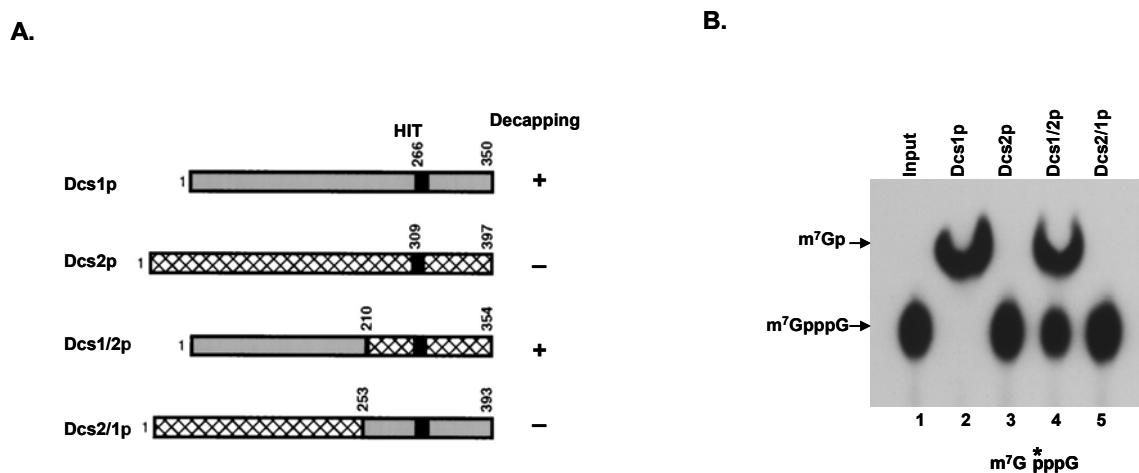 A.
HIT
Decapping
Dcs1p
1
266
350
+
Dcs2p
1
309
397
–
Dcs1/2p
1
210
354
+
Dcs2/1p
1
253
393
–
B.
Input
Dcs1p
Dcs2p
Dcs1/2p
Dcs2/1p
m⁷Gp
m⁷GpppG
1 2 3 4 5
*
m⁷G pppG